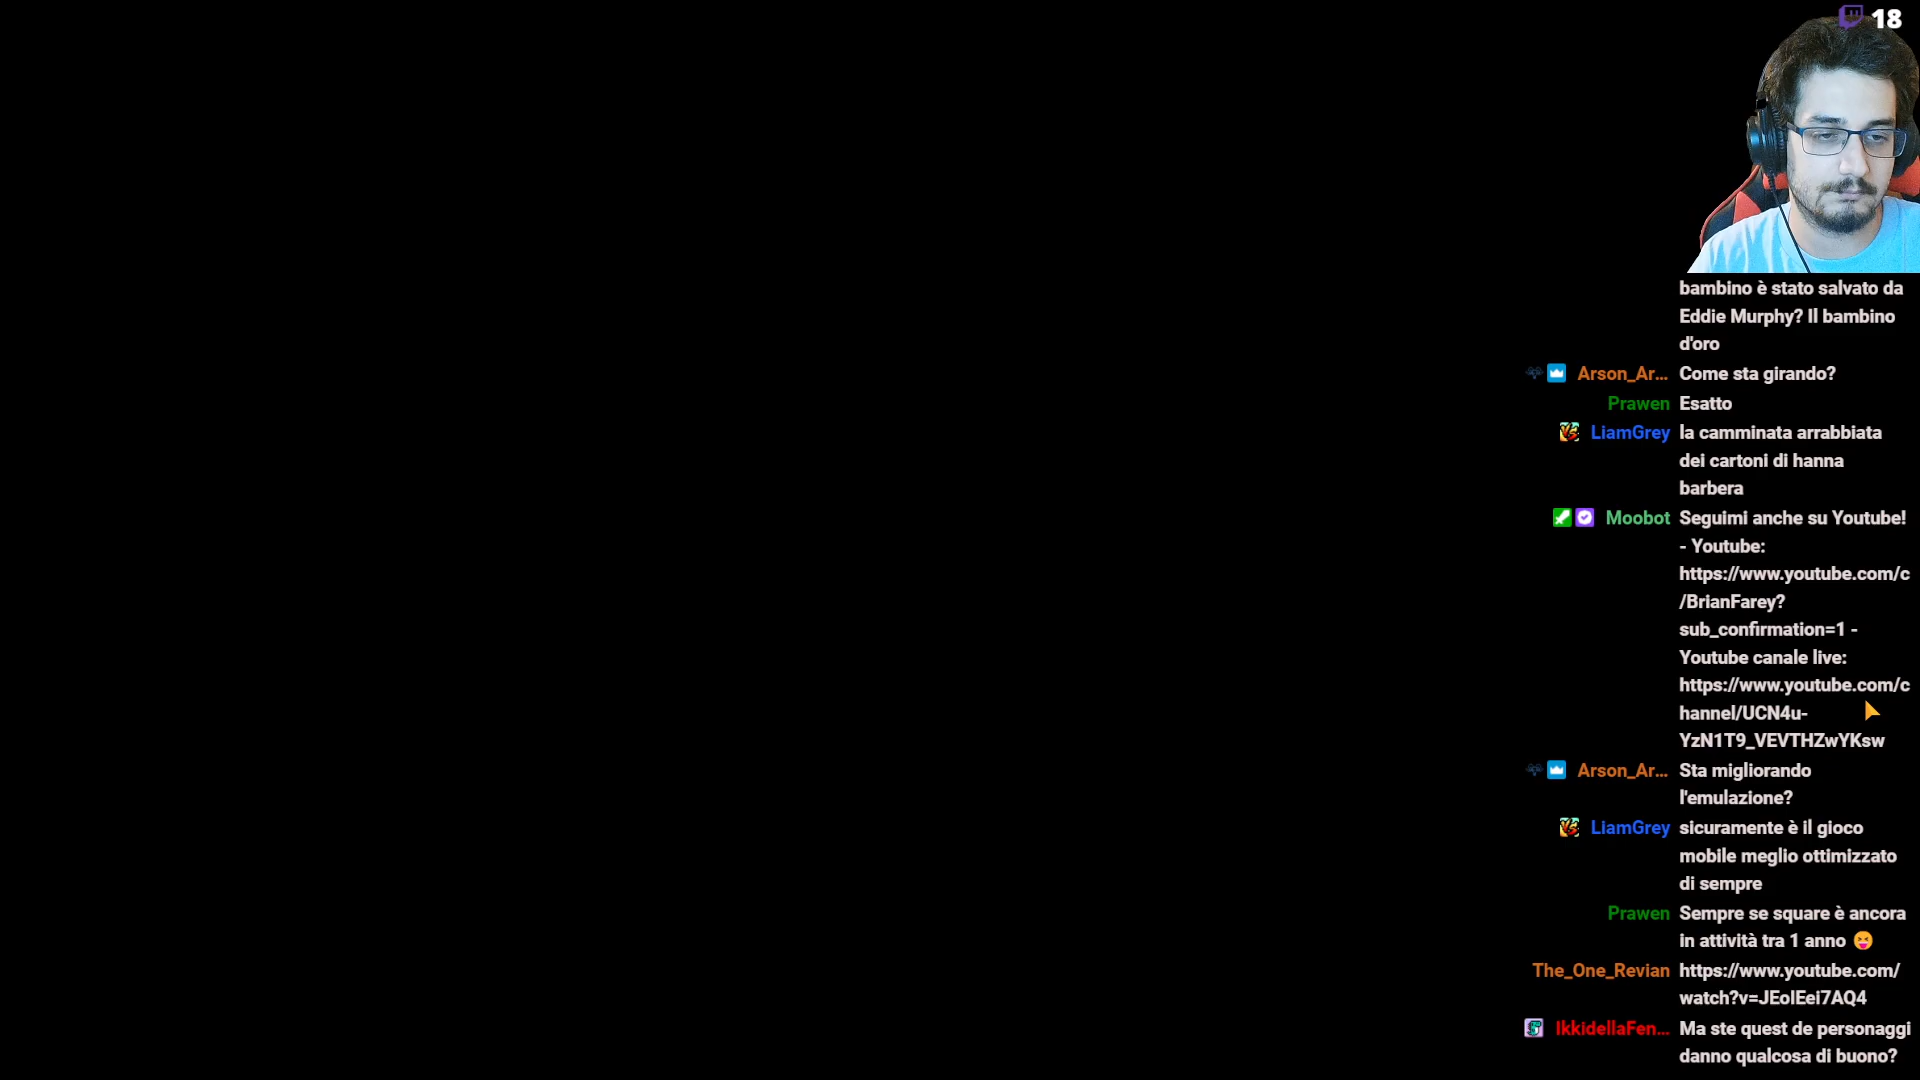 18
bambino è stato salvato da
Eddie Murphy? Il bambino
d'oro
Arson_Ar... Come sta girando?
Prawen Esatto
LiamGrey la camminata arrabbiata
dei cartoni di hanna
barbera
Moobot Seguimi anche su Youtube!
- Youtube:
https://www.youtube.com/c
/BrianFarey?
sub_confirmation=1 -
Youtube canale live:
https://www.youtube.com/c
hannel/UCN4u-
YzN1T9_VEVTHZwYKsw
Arson_Ar... Sta migliorando
l'emulazione?
LiamGrey sicuramente è il gioco
mobile meglio ottimizzato
di sempre
Prawen Sempre se square è ancora
in attività tra 1 anno 😝
The_One_Revian https://www.youtube.com/
watch?v=JEolEei7AQ4
IkkidellaFen... Ma ste quest de personaggi
danno qualcosa di buono?